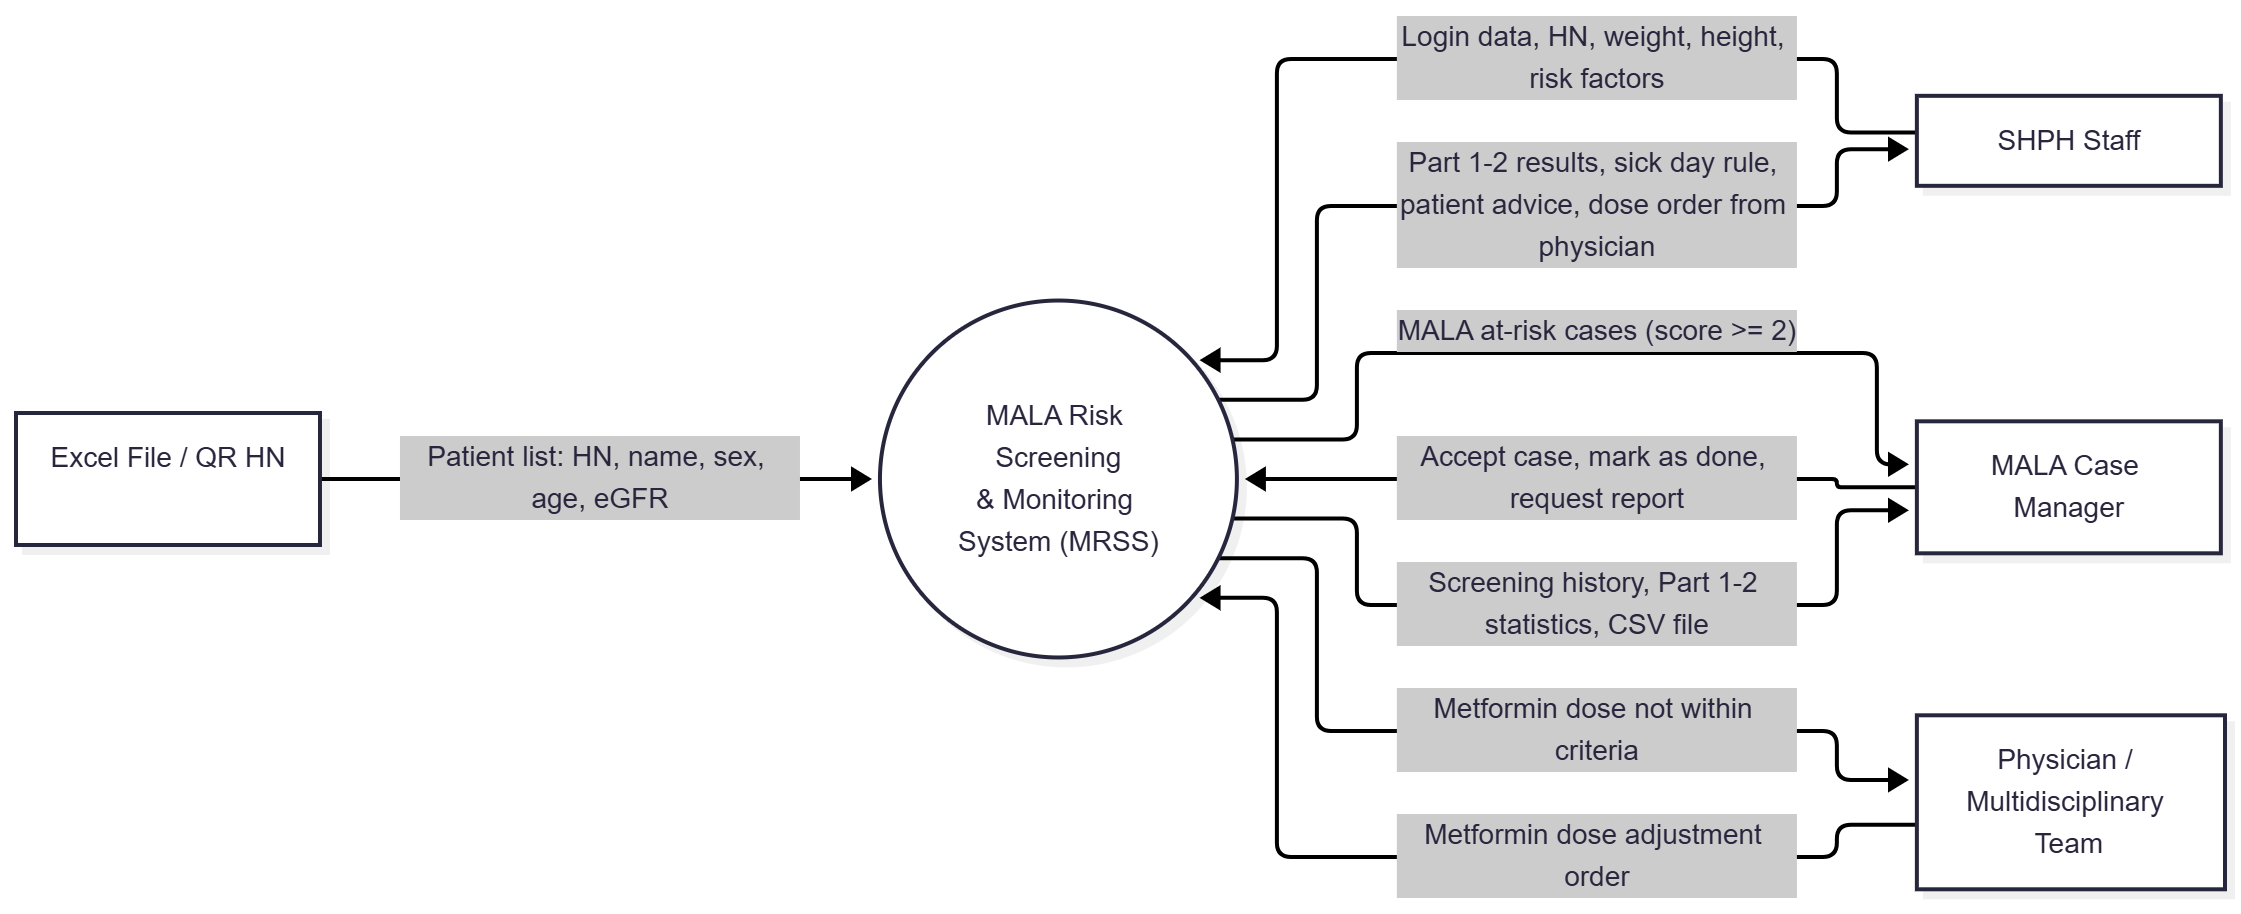 Login data, HN, weight, height,
risk factors
SHPH Staff
Part 1-2 results, sick day rule,
patient advice, dose order from
physician
MALA at-risk cases (score >= 2)
MALA Risk
Screening
& Monitoring
System (MRSS)
Excel File / QR HN
Patient list: HN, name, sex,
age, eGFR
Accept case, mark as done,
request report
MALA Case
Manager
Screening history, Part 1-2
statistics, CSV file
Metformin dose not within
criteria
Physician /
Multidisciplinary
Team
Metformin dose adjustment
order